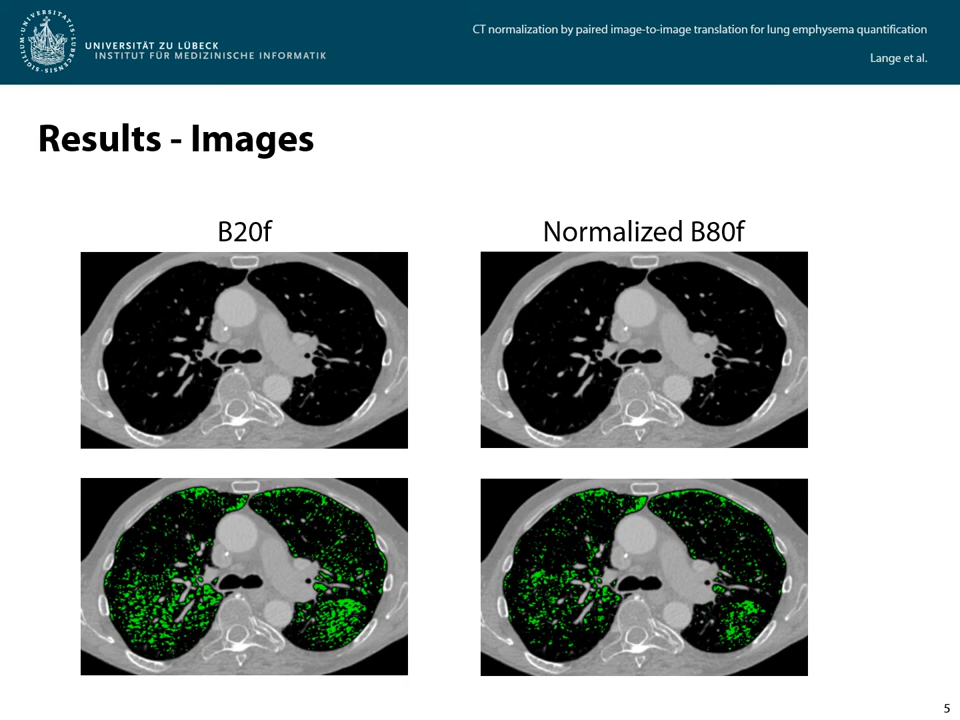 CT normalization by paired image-to-image translation for lung emphysema quantification
Lange et al.
UNIVERSITÄT ZU LÜBECK
INSTITUT FÜR MEDIZINISCHE INFORMATIK
Results - Images
B20f
Normalized B80f
5